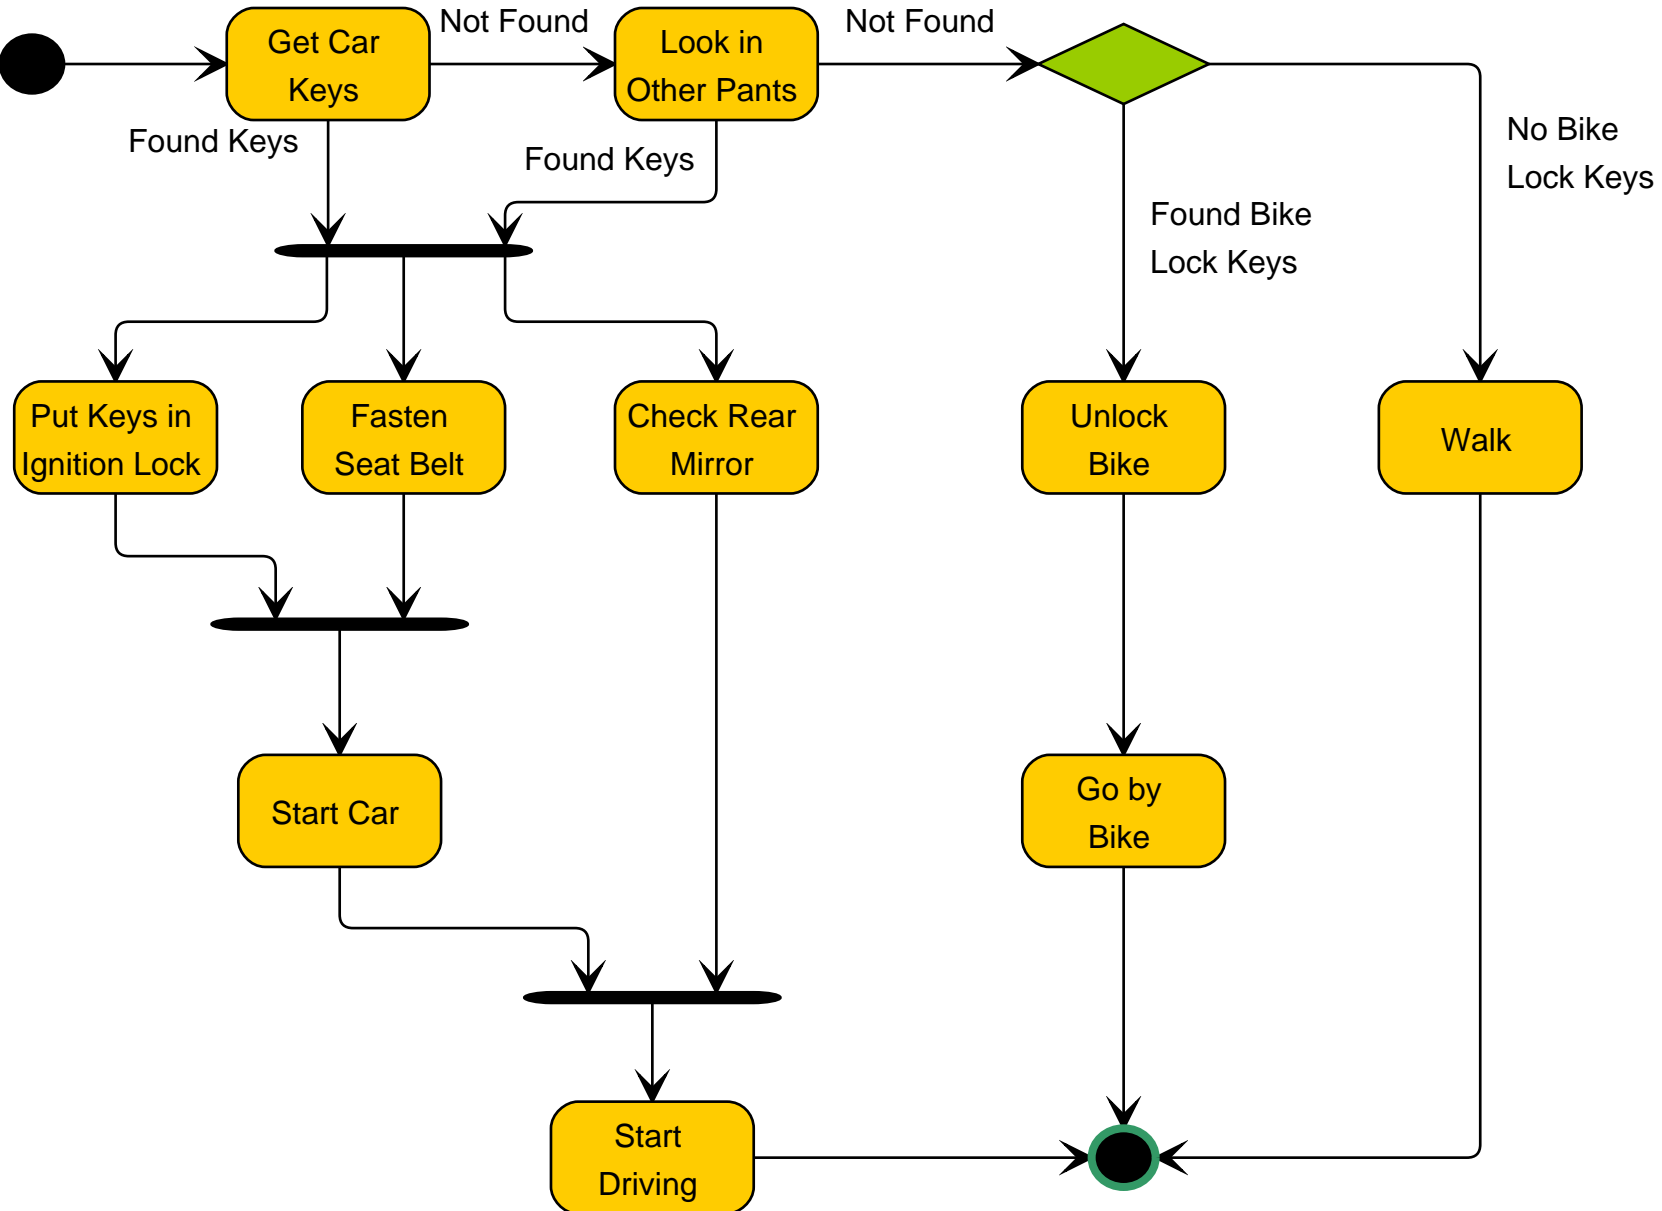 Get Car
Keys
Not Found
Look in
Other Pants
Not Found
Found Keys
Found Keys
No Bike
Lock Keys
Found Bike
Lock Keys
Put Keys in
Ignition Lock
Fasten
Seat Belt
Check Rear
Mirror
Unlock
Bike
Walk
Start Car
Go by
Bike
Start
Driving